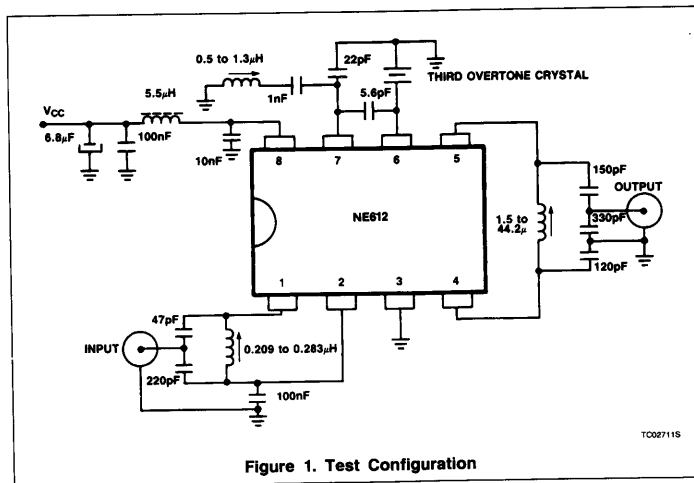 0.5 to 1.3μH
22pF
THIRD OVERTONE CRYSTAL
1nF
5.5μH
5.6pF
VCC
6.8μF
100nF
10nF
8
7
6
5
150pF
OUTPUT
NE612
1.5 to
44.2μ
330pF
120pF
1
2
3
4
47pF
INPUT
0.209 to 0.283μH
220pF
100nF
TC02711S
Figure 1. Test Configuration